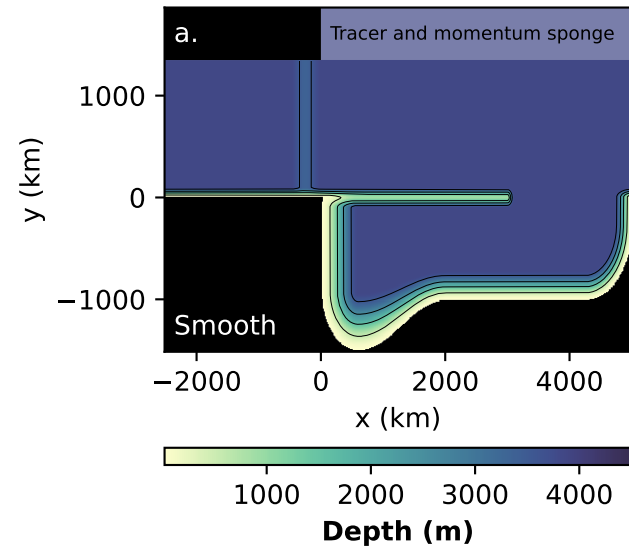 a.
Tracer and momentum sponge
1000
0
−1000
y (km)
Smooth
−2000 0 2000 4000
x (km)
1000 2000 3000 4000
Depth (m)